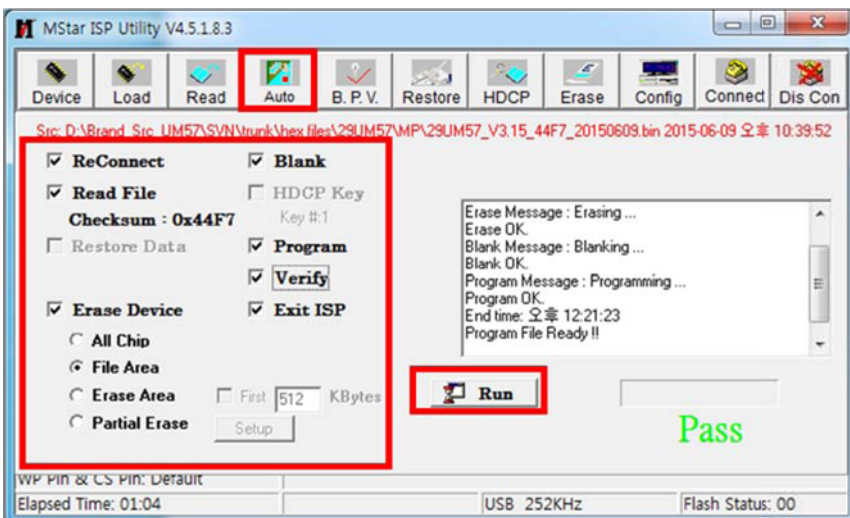 MStar ISP Utility V4.5.1.8.3
Device Load Read Auto B. P. V. Restore HDCP Erase Config Connect Dis Con
Src: D:\Brand_Src_UM57\SVN\trunk\hex files\29UM57\MP\29UM57_V3.15_44F7_20150609.bin 2015-06-09 오후 10:39:52
ReConnect Blank
Read File HDCP Key
Checksum : 0x44F7 Key #:1
Restore Data Program
Verify
Erase Device Exit ISP
All Chip
File Area
Erase Area First 512 KBytes
Partial Erase Setup
Erase Message : Erasing ...
Erase OK.
Blank Message : Blanking ...
Blank OK.
Program Message : Programming ...
Program OK.
End time: 오후 12:21:23
Program File Ready !!
Run
Pass
WP Pin & CS Pin: Default
Elapsed Time: 01:04 USB 252KHz Flash Status: 00